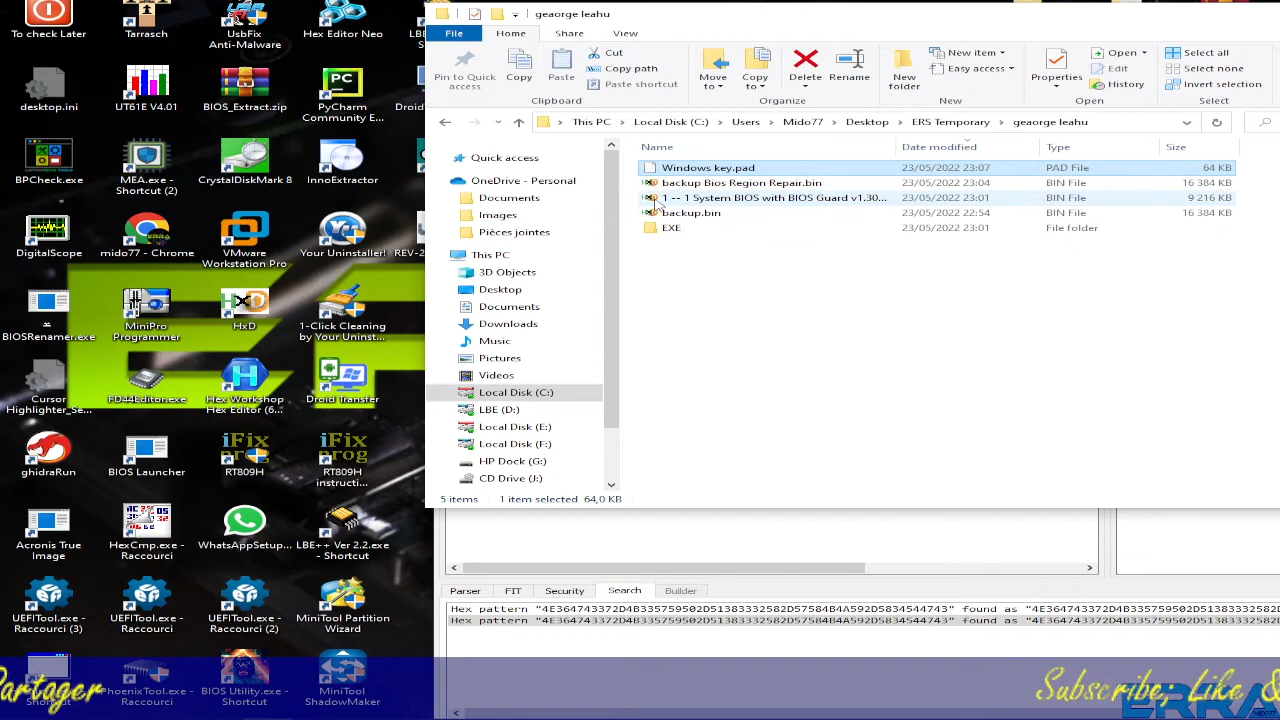 To check Later
Tarrasch
UsbFix
Anti-Malware
Hex Editor Neo
desktop.ini
UT61E V4.01
BIOS_Extract.zip
PyCharm
Community E...
BPCheck.exe
MEA.exe - Shortcut (2)
CrystalDiskMark 8
InnoExtractor
DigitalScope
mido77 - Chrome
VMware
Workstation Pro
Your Uninstaller!
BIOSRenamer.exe
MiniPro
Programmer
HxD
1-Click Cleaning
by Your Uninst...
Cursor
Highlighter_Se...
FD44Editor.exe
Hex Workshop
Hex Editor (6...
Droid Transfer
ghidraRun
BIOS Launcher
iFix
prog
RT809H
iFix
prog
RT809H
instructi...
Acronis True
Image
HexCmp.exe -
Raccourci
WhatsAppSetup...
LBE++ Ver 2.2.exe
- Shortcut
UEFITool.exe -
Raccourci (3)
UEFITool.exe -
Raccourci
UEFITool.exe -
Raccourci (2)
MiniTool Partition
Wizard
Shortcut
PhoenixTool.exe -
Raccourci
BIOS Utility.exe -
Shortcut
MiniTool
ShadowMaker
geaorge leahu
File
Home
Share
View
Pin to Quick
access
Copy
Paste
Cut
Copy path
Paste shortcut
Clipboard
Move
to
Copy
to
Delete
Rename
Organize
New
folder
New item
Easy access
New
Properties
Open
Edit
History
Open
Select all
Select none
Invert selection
Select
This PC > Local Disk (C:) > Users > Mido77 > Desktop > ERS Temporary > geaorge leahu
Name Date modified Type Size
Windows key.pad 23/05/2022 23:07 PAD File 64 KB
backup Bios Region Repair.bin 23/05/2022 23:04 BIN File 16 384 KB
1 -- 1 System BIOS with BIOS Guard v1.30... 23/05/2022 23:01 BIN File 9 216 KB
backup.bin 23/05/2022 22:54 BIN File 16 384 KB
EXE 23/05/2022 23:01 File folder
Quick access
OneDrive - Personal
Documents
Images
Pièces jointes
This PC
3D Objects
Desktop
Documents
Downloads
Music
Pictures
Videos
Local Disk (C:)
LBE (D:)
Local Disk (E:)
Local Disk (F:)
HP Dock (G:)
CD Drive (J:)
5 items 1 item selected 64,0 KB
Parser FIT Security Search Builder
Partager
Subscribe, Like &